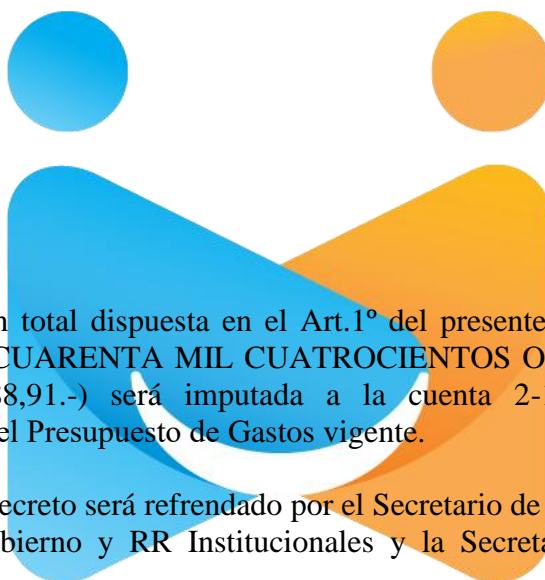 total dispuesta en el Art.1º del presente
CUARENTA MIL CUATROCIENTOS
8,91.-) será imputada a la cuenta 2-
el Presupuesto de Gastos vigente.
ecreto será refrendado por el Secretario de
bierno y RR Institucionales y la